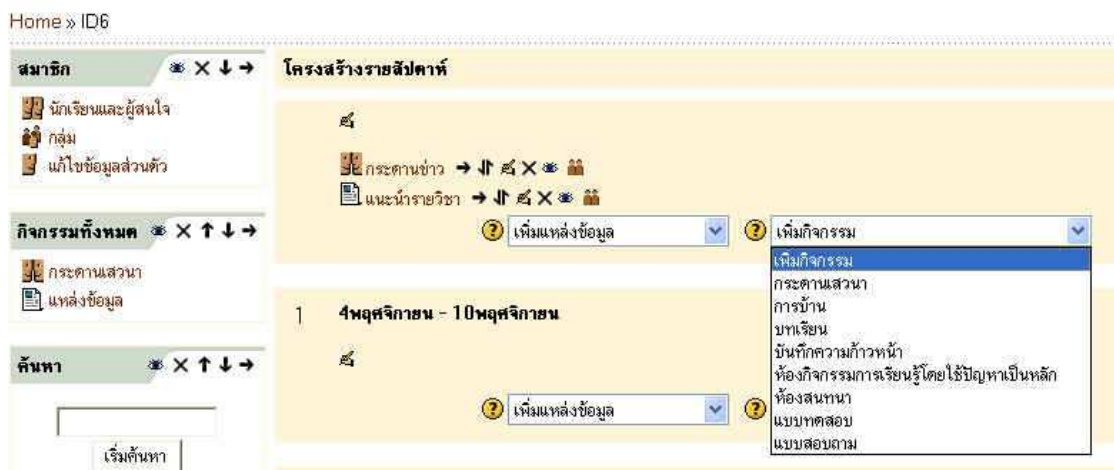 Home » ID6
สมาชิก
นักเรียนและผู้สนใจ
กลุ่ม
แก้ไขข้อมูลส่วนตัว
กิจกรรมทั้งหมด
กระดานเสวนา
แหล่งข้อมูล
ค้นหา
เริ่มค้นหา
โครงสร้างรายสัปดาห์
กระดานข่าว
แนะนำรายวิชา
เพิ่มแหล่งข้อมูล
เพิ่มกิจกรรม
เพิ่มกิจกรรม
กระดานเสวนา
การบ้าน
บทเรียน
บันทึกความก้าวหน้า
ห้องกิจกรรมการเรียนรู้โดยใช้ปัญหาเป็นหลัก
ห้องสนทนา
แบบทดสอบ
แบบสอบถาม
1 4พฤศจิกายน - 10พฤศจิกายน
เพิ่มแหล่งข้อมูล